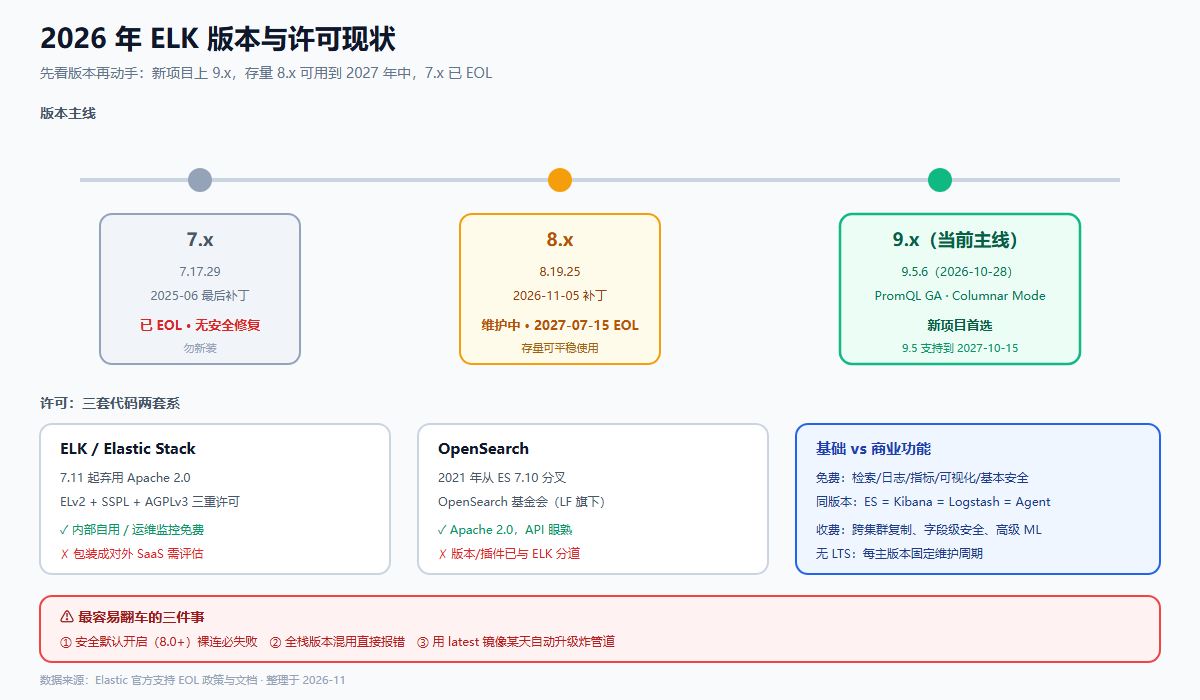 2026 年 ELK 版本与许可现状
先看版本再动手：新项目上 9.x，存量 8.x 可用到 2027 年中，7.x 已 EOL
版本主线
7.x
7.17.29
2025-06 最后补丁
已 EOL • 无安全修复
勿新装
8.x
8.19.25
2026-11-05 补丁
维护中 • 2027-07-15 EOL
存量可平稳使用
9.x（当前主线）
9.5.6（2026-10-28）
PromQL GA · Columnar Mode
新项目首选
9.5 支持到 2027-10-15
许可：三套代码两套系
ELK / Elastic Stack
7.11 起弃用 Apache 2.0
ELv2 + SSPL + AGPLv3 三重许可
✓ 内部自用 / 运维监控免费
✗ 包装成对外 SaaS 需评估
OpenSearch
2021 年从 ES 7.10 分叉
OpenSearch 基金会（LF 旗下）
✓ Apache 2.0，API 眼熟
✗ 版本/插件已与 ELK 分道
基础 vs 商业功能
免费：检索/日志/指标/可视化/基本安全
同版本：ES = Kibana = Logstash = Agent
收费：跨集群复制、字段级安全、高级 ML
无 LTS：每主版本固定维护周期
⚠ 最容易翻车的三件事
① 安全默认开启（8.0+）裸连必失败 ② 全栈版本混用直接报错 ③ 用 latest 镜像某天自动升级炸管道
数据来源：Elastic 官方支持 EOL 政策与文档 · 整理于 2026-11